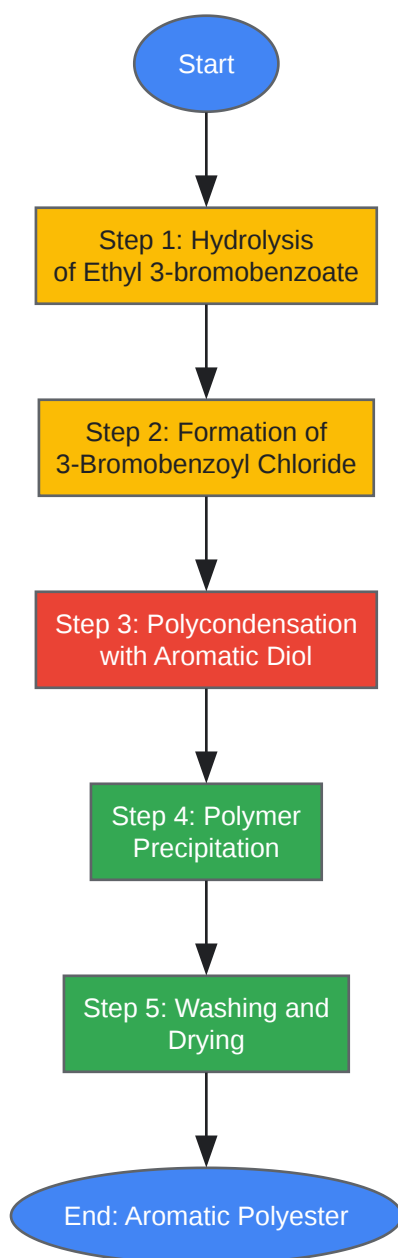 Start
Step 1: Hydrolysis
of Ethyl 3-bromobenzoate
Step 2: Formation of
3-Bromobenzoyl Chloride
Step 3: Polycondensation
with Aromatic Diol
Step 4: Polymer
Precipitation
Step 5: Washing and
Drying
End: Aromatic Polyester